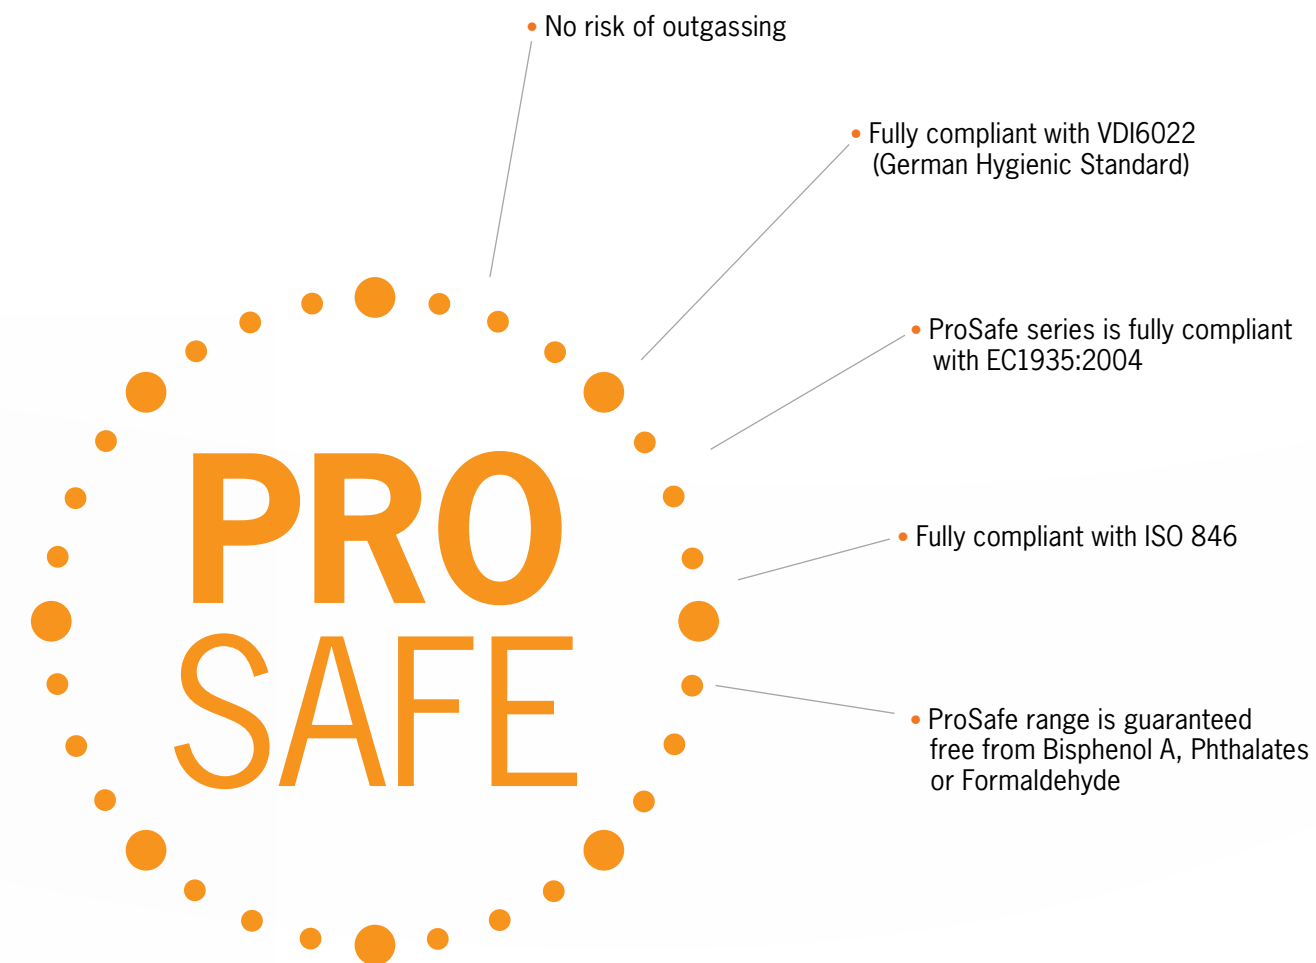 • No risk of outgassing
• Fully compliant with VDI6022
(German Hygienic Standard)
• ProSafe series is fully compliant
with EC1935:2004
• Fully compliant with ISO 846
• ProSafe range is guaranteed
free from Bisphenol A, Phthalates
or Formaldehyde
PRO
SAFE